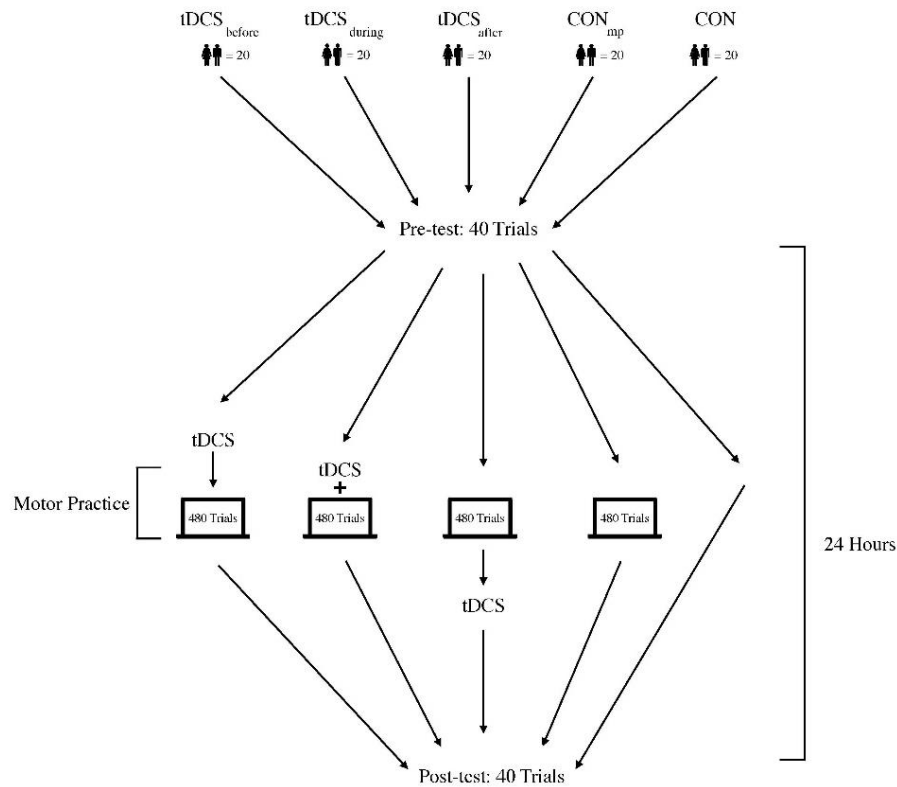 tDCS before tDCS during tDCS after CON mp CON
= 20 = 20 = 20 = 20 = 20
Pre-test: 40 Trials
tDCS
tDCS
+
Motor Practice
480 Trials 480 Trials 480 Trials 480 Trials
24 Hours
tDCS
Post-test: 40 Trials